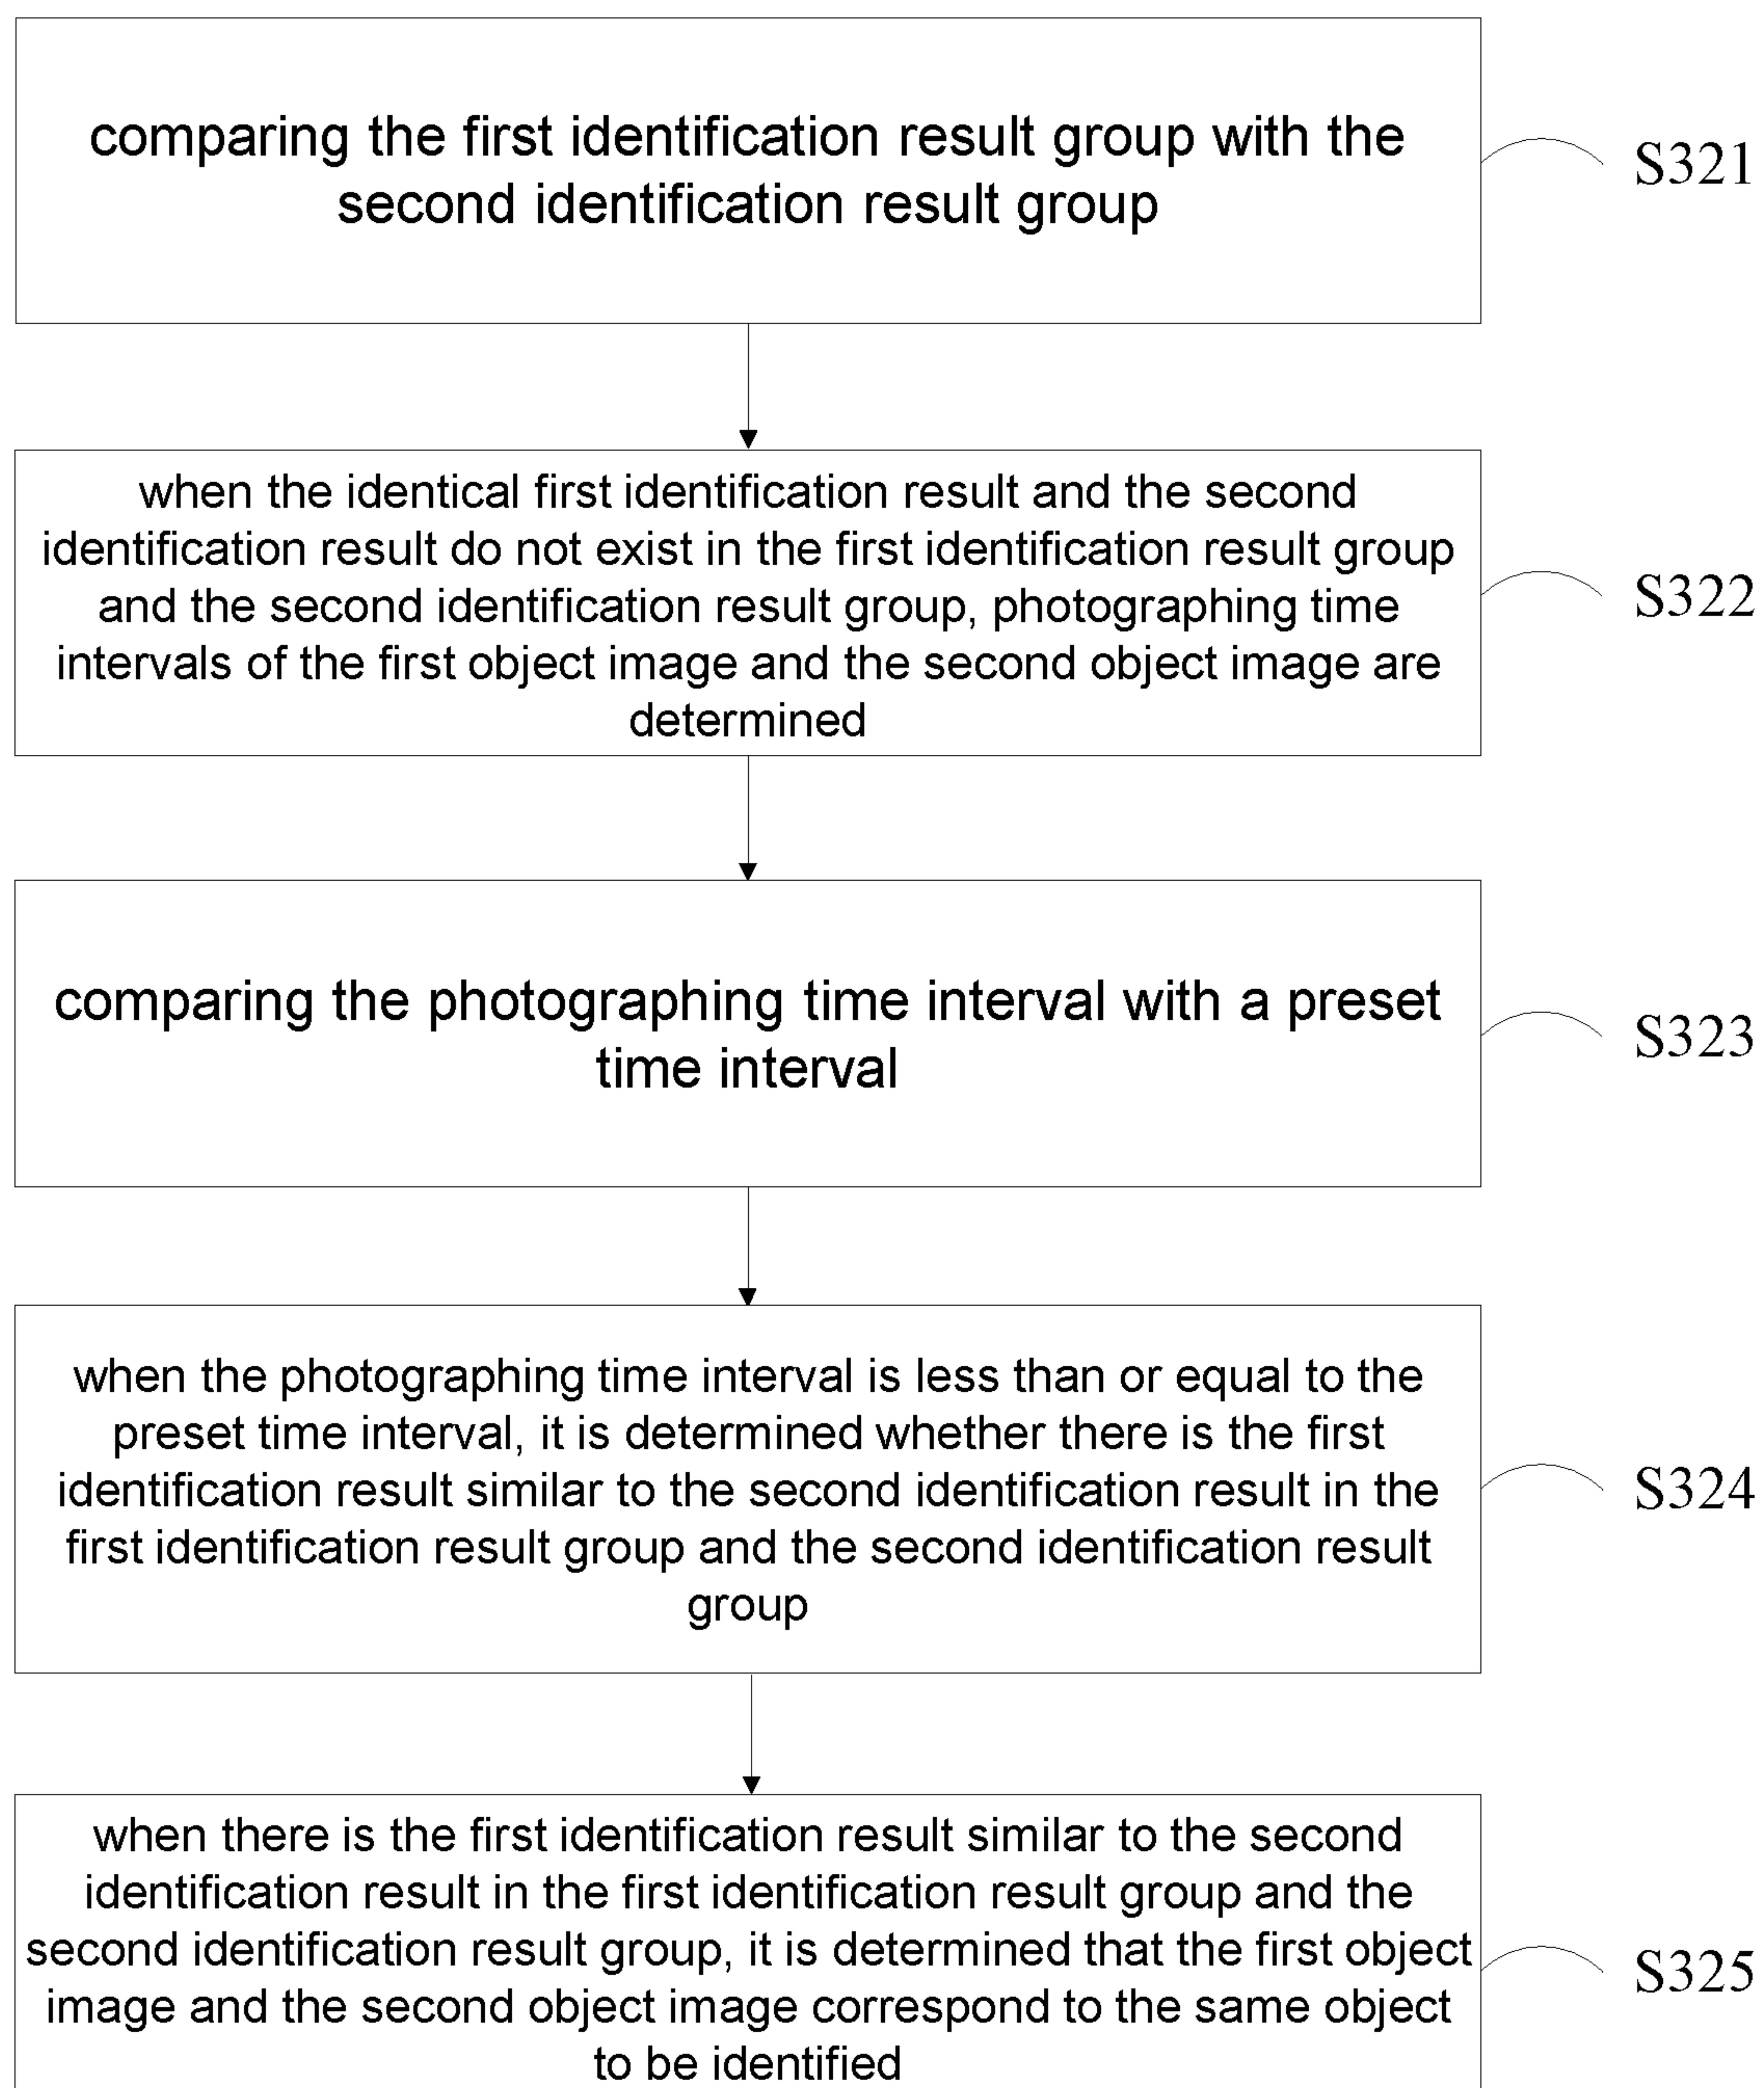 comparing the first identification result group with the
second identification result group
S321
when the identical first identification result and the second
identification result do not exist in the first identification result group
and the second identification result group, photographing time
intervals of the first object image and the second object image are
determined
S322
comparing the photographing time interval with a preset
time interval
S323
when the photographing time interval is less than or equal to the
preset time interval, it is determined whether there is the first
identification result similar to the second identification result in the
first identification result group and the second identification result
group
S324
when there is the first identification result similar to the second
identification result in the first identification result group and the
second identification result group, it is determined that the first object
image and the second object image correspond to the same object
to be identified
S325